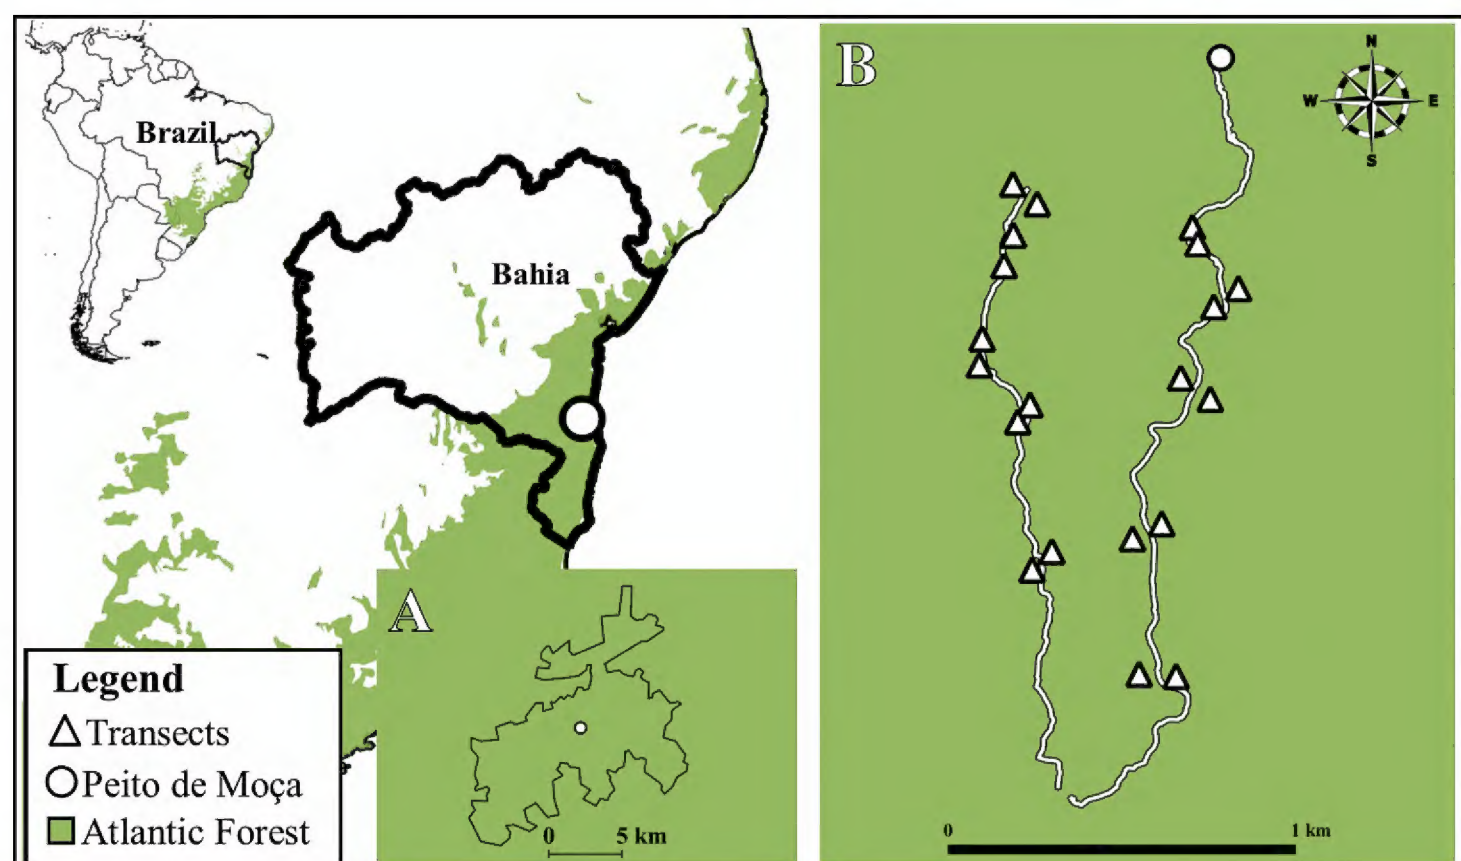 Brazil
Bahia
A
Legend
Transects
Peito de Moça
Atlantic Forest
0 5 km
B
N
W E
S
0 1 km